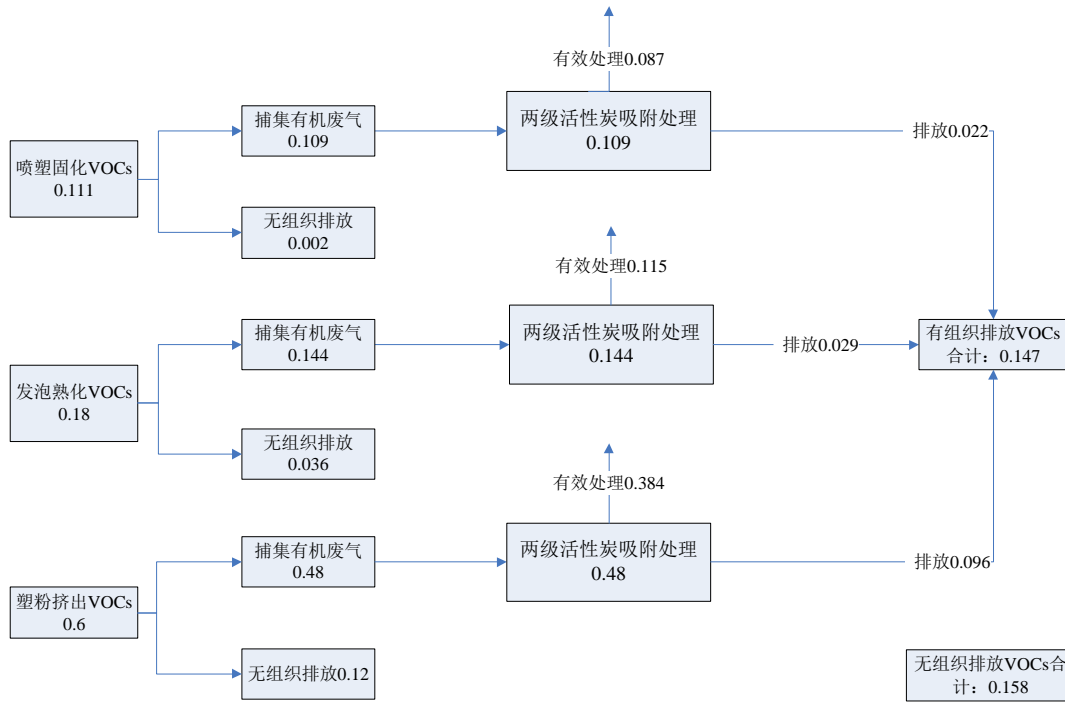 有效处理0.087
捕集有机废气
0.109
两级活性炭吸附处理
0.109
排放0.022
喷塑固化VOCs
0.111
无组织排放
0.002
有效处理0.115
捕集有机废气
0.144
两级活性炭吸附处理
0.144
排放0.029
有组织排放VOCs
合计：0.147
发泡熟化VOCs
0.18
无组织排放
0.036
有效处理0.384
捕集有机废气
0.48
两级活性炭吸附处理
0.48
排放0.096
塑粉挤出VOCs
0.6
无组织排放0.12
无组织排放VOCs合
计：0.158